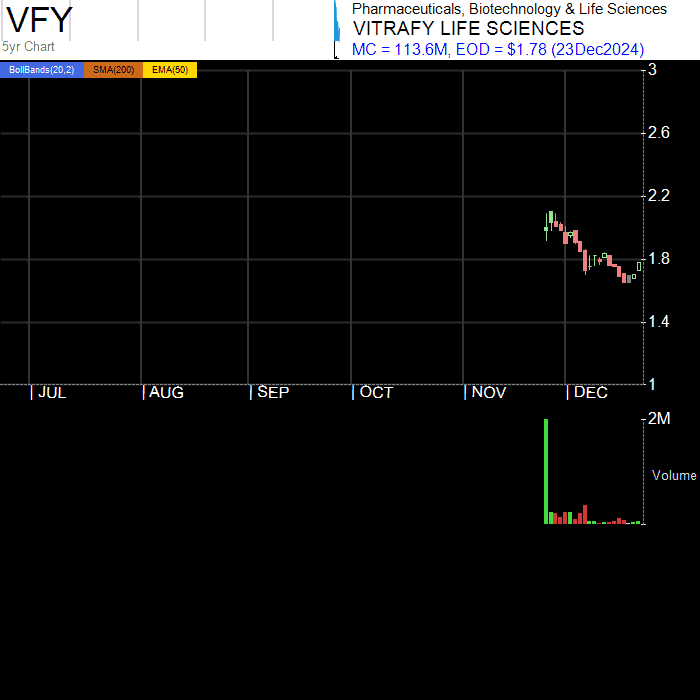 VFY
5yr Chart
Pharmaceuticals, Biotechnology & Life Sciences
VITRAFY LIFE SCIENCES
MC = 113.6M, EOD = $1.78 (23Dec2024)
BollBands(20,2) SMA(200) EMA(50)
3
2.6
2.2
1.8
1.4
1
JUL AUG SEP OCT NOV DEC
2M
Volume